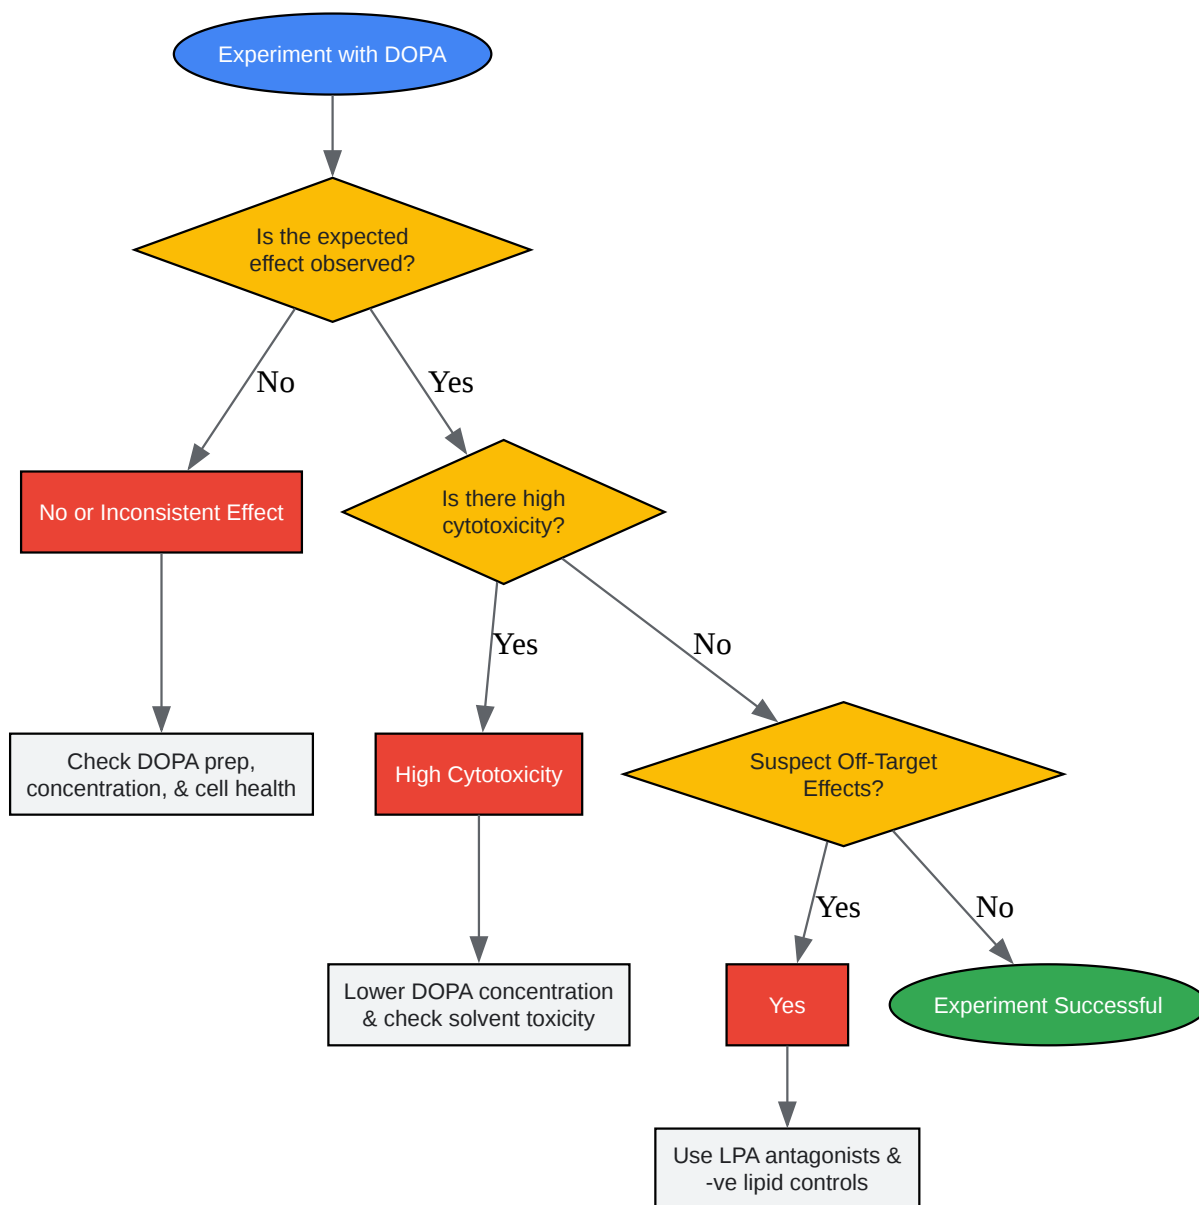 Experiment with DOPA
Is the expected
effect observed?
No
Yes
No or Inconsistent Effect
Is there high
cytotoxicity?
Yes
No
Check DOPA prep,
concentration, & cell health
High Cytotoxicity
Suspect Off-Target
Effects?
Yes
No
Lower DOPA concentration
& check solvent toxicity
Yes
Experiment Successful
Use LPA antagonists &
-ve lipid controls